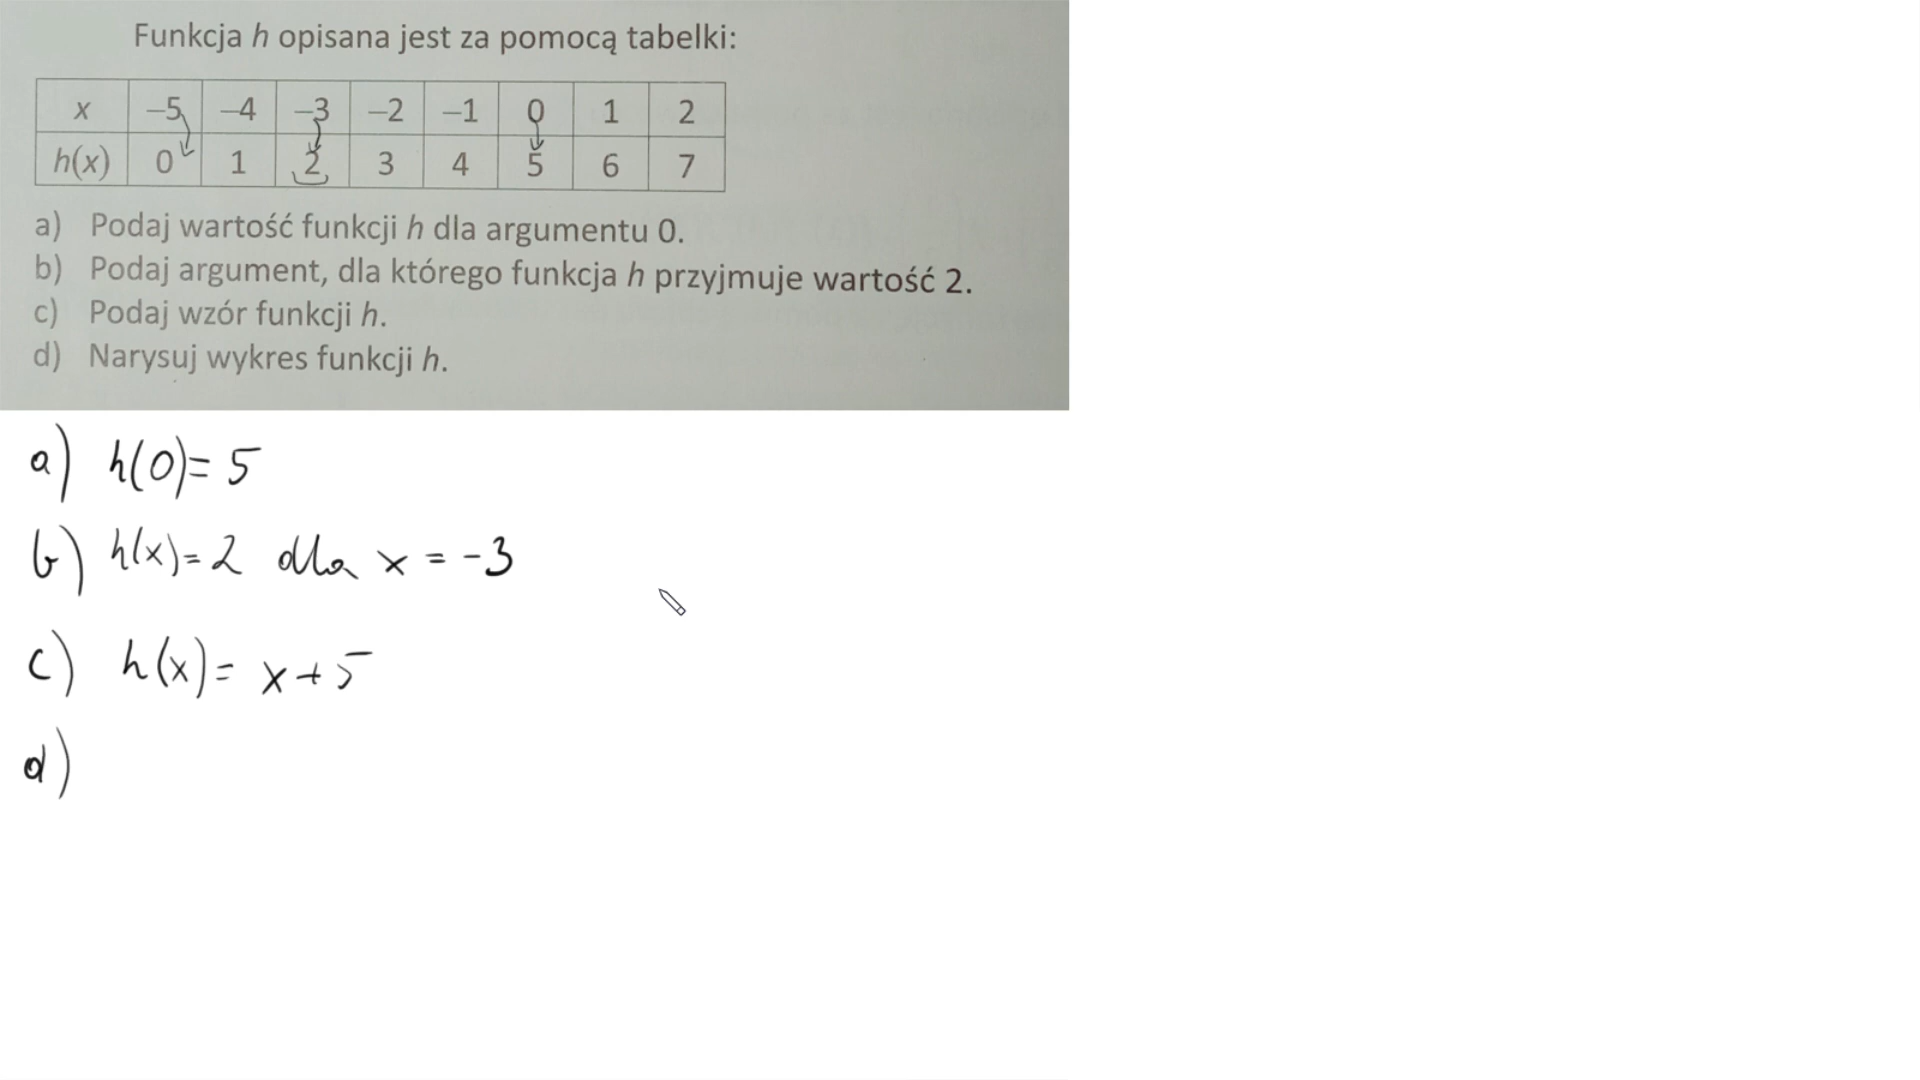 Funkcja h opisana jest za pomocą tabelki:
x –5 –4 –3 –2 –1 0 1 2
h(x) 0 1 2 3 4 5 6 7
a) Podaj wartość funkcji h dla argumentu 0.
b) Podaj argument, dla którego funkcja h przyjmuje wartość 2.
c) Podaj wzór funkcji h.
d) Narysuj wykres funkcji h.
a) h(0)= 5
b) h(x)= 2 dla x = -3
c) h(x)= x+5
d)